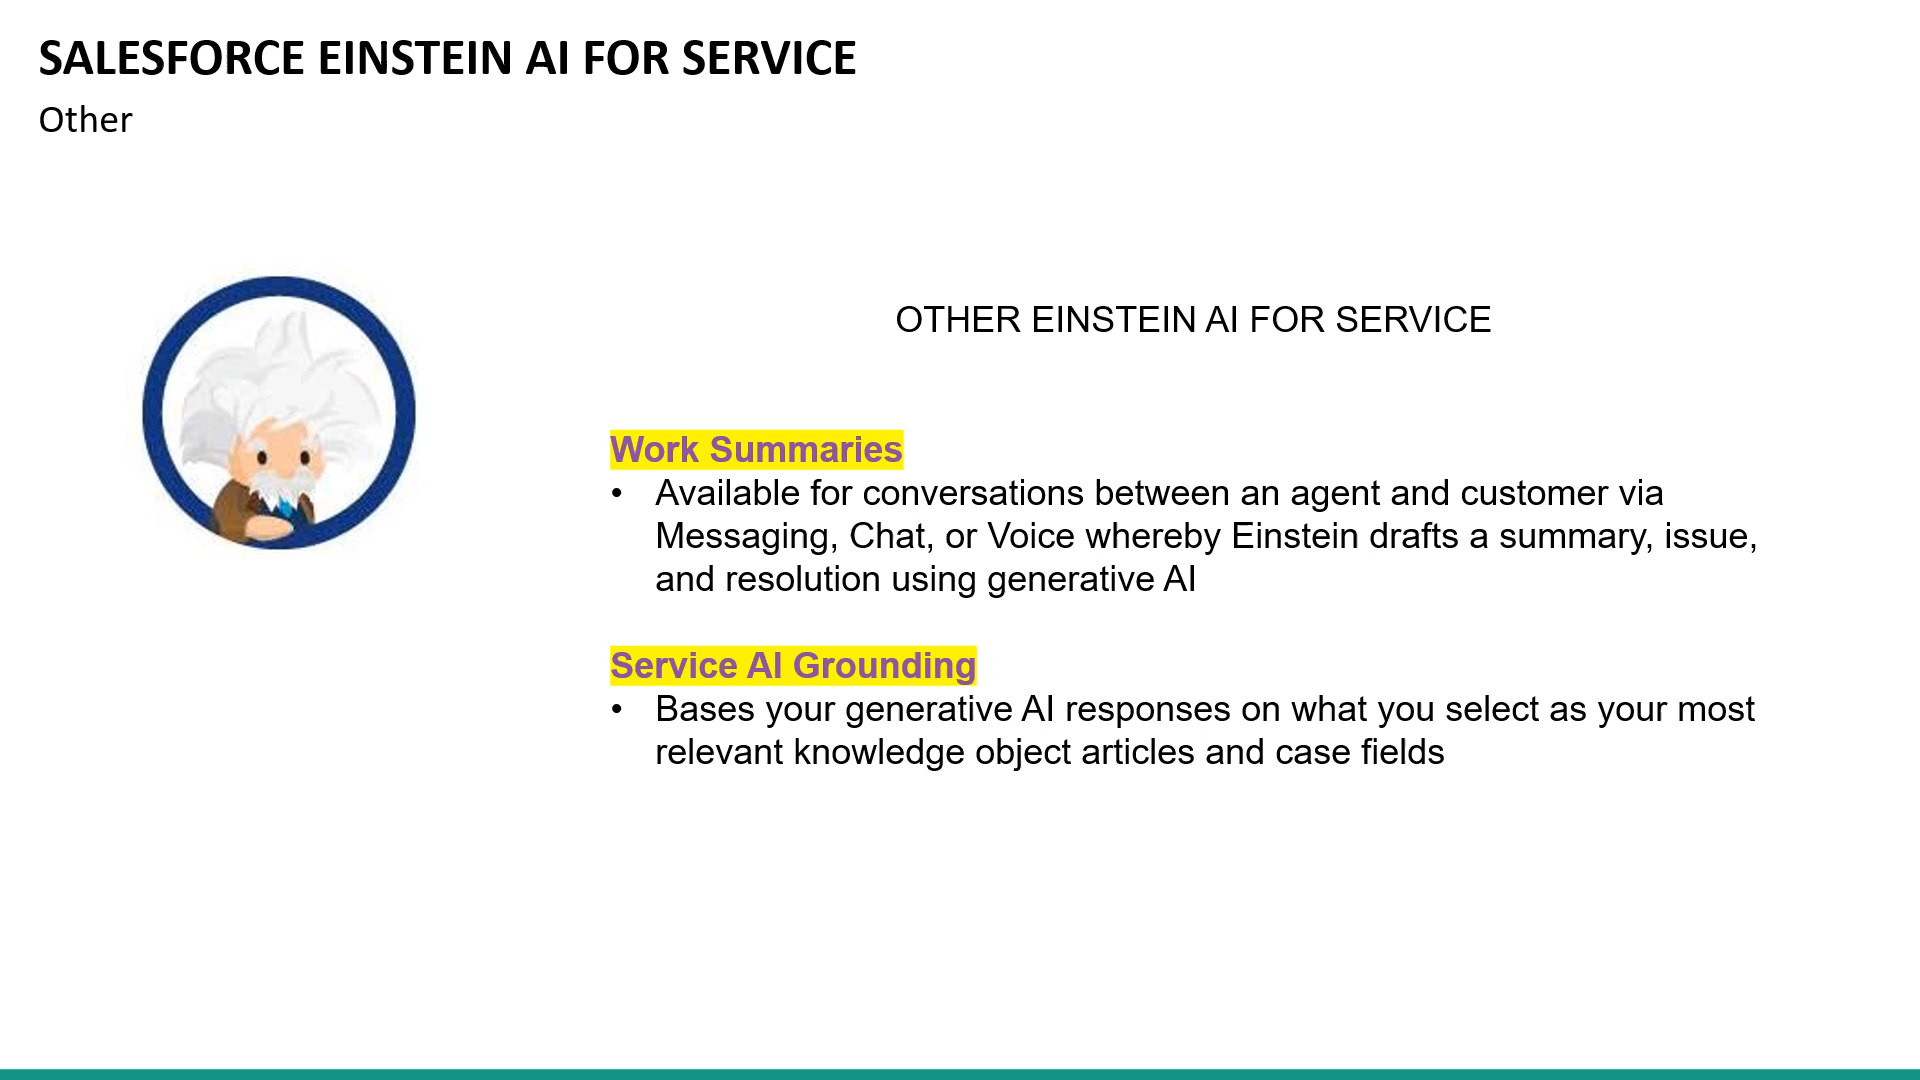 SALESFORCE EINSTEIN AI FOR SERVICE
Other
OTHER EINSTEIN AI FOR SERVICE
Work Summaries
• Available for conversations between an agent and customer via
Messaging, Chat, or Voice whereby Einstein drafts a summary, issue,
and resolution using generative AI
Service AI Grounding
• Bases your generative AI responses on what you select as your most
relevant knowledge object articles and case fields